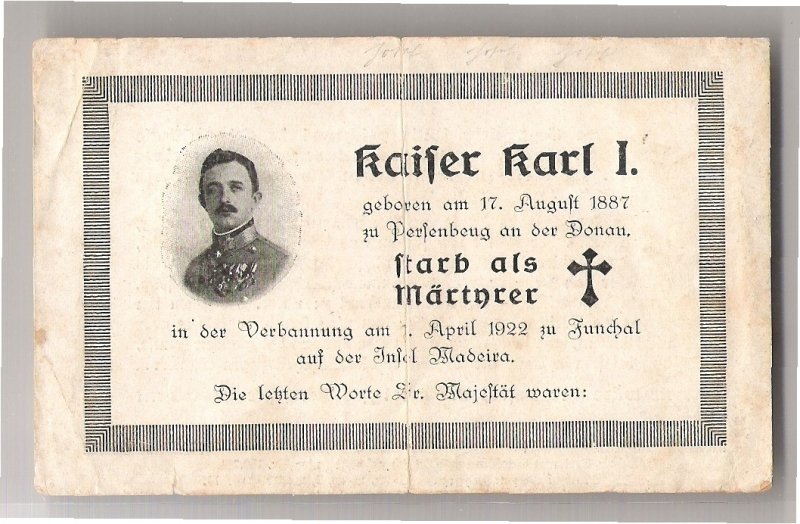 Kaiser Karl I.
geboren am 17. August 1887
zu Persenbeug an der Donau,
starb als
Märtyrer
in der Verbannung am 1. April 1922 zu Funchal
auf der Insel Madeira.
Die letzten Worte Sr. Majestät waren: